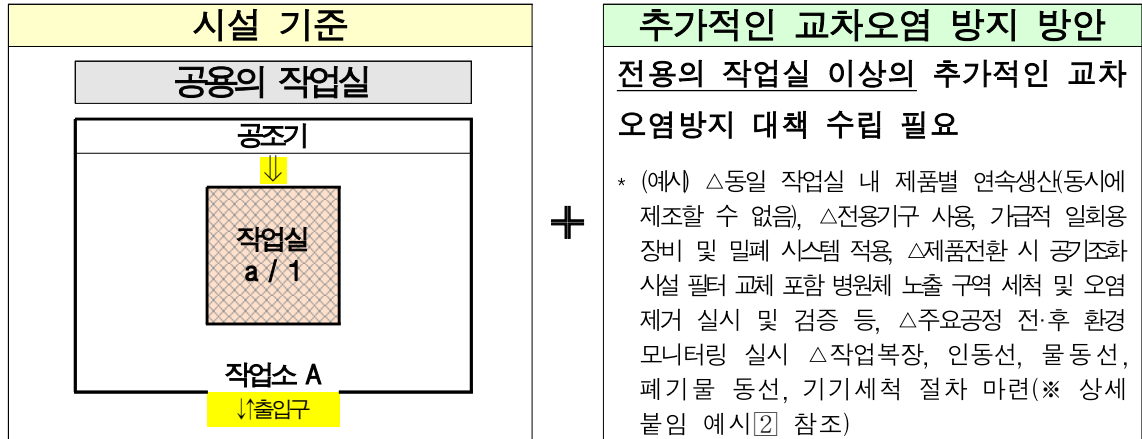 시설 기준
공용의 작업실
공조기
⇓
작업실
a / 1
작업소 A
↓↑출입구
+
추가적인 교차오염 방지 방안
전용의 작업실 이상의 추가적인 교차
오염방지 대책 수립 필요
* (예시) △동일 작업실 내 제품별 연속생산(동시에
제조할 수 없음), △전용기구 사용, 가급적 일회용
장비 및 밀폐 시스템 적용, △제품전환 시 공기조화
시설 필터 교체 포함 병원체 노출 구역 세척 및 오염
제거 실시 및 검증 등, △주요공정 전·후 환경
모니터링 실시 △작업복장, 인동선, 물동선,
폐기물 동선, 기기세척 절차 마련(※ 상세
붙임 예시2 참조)